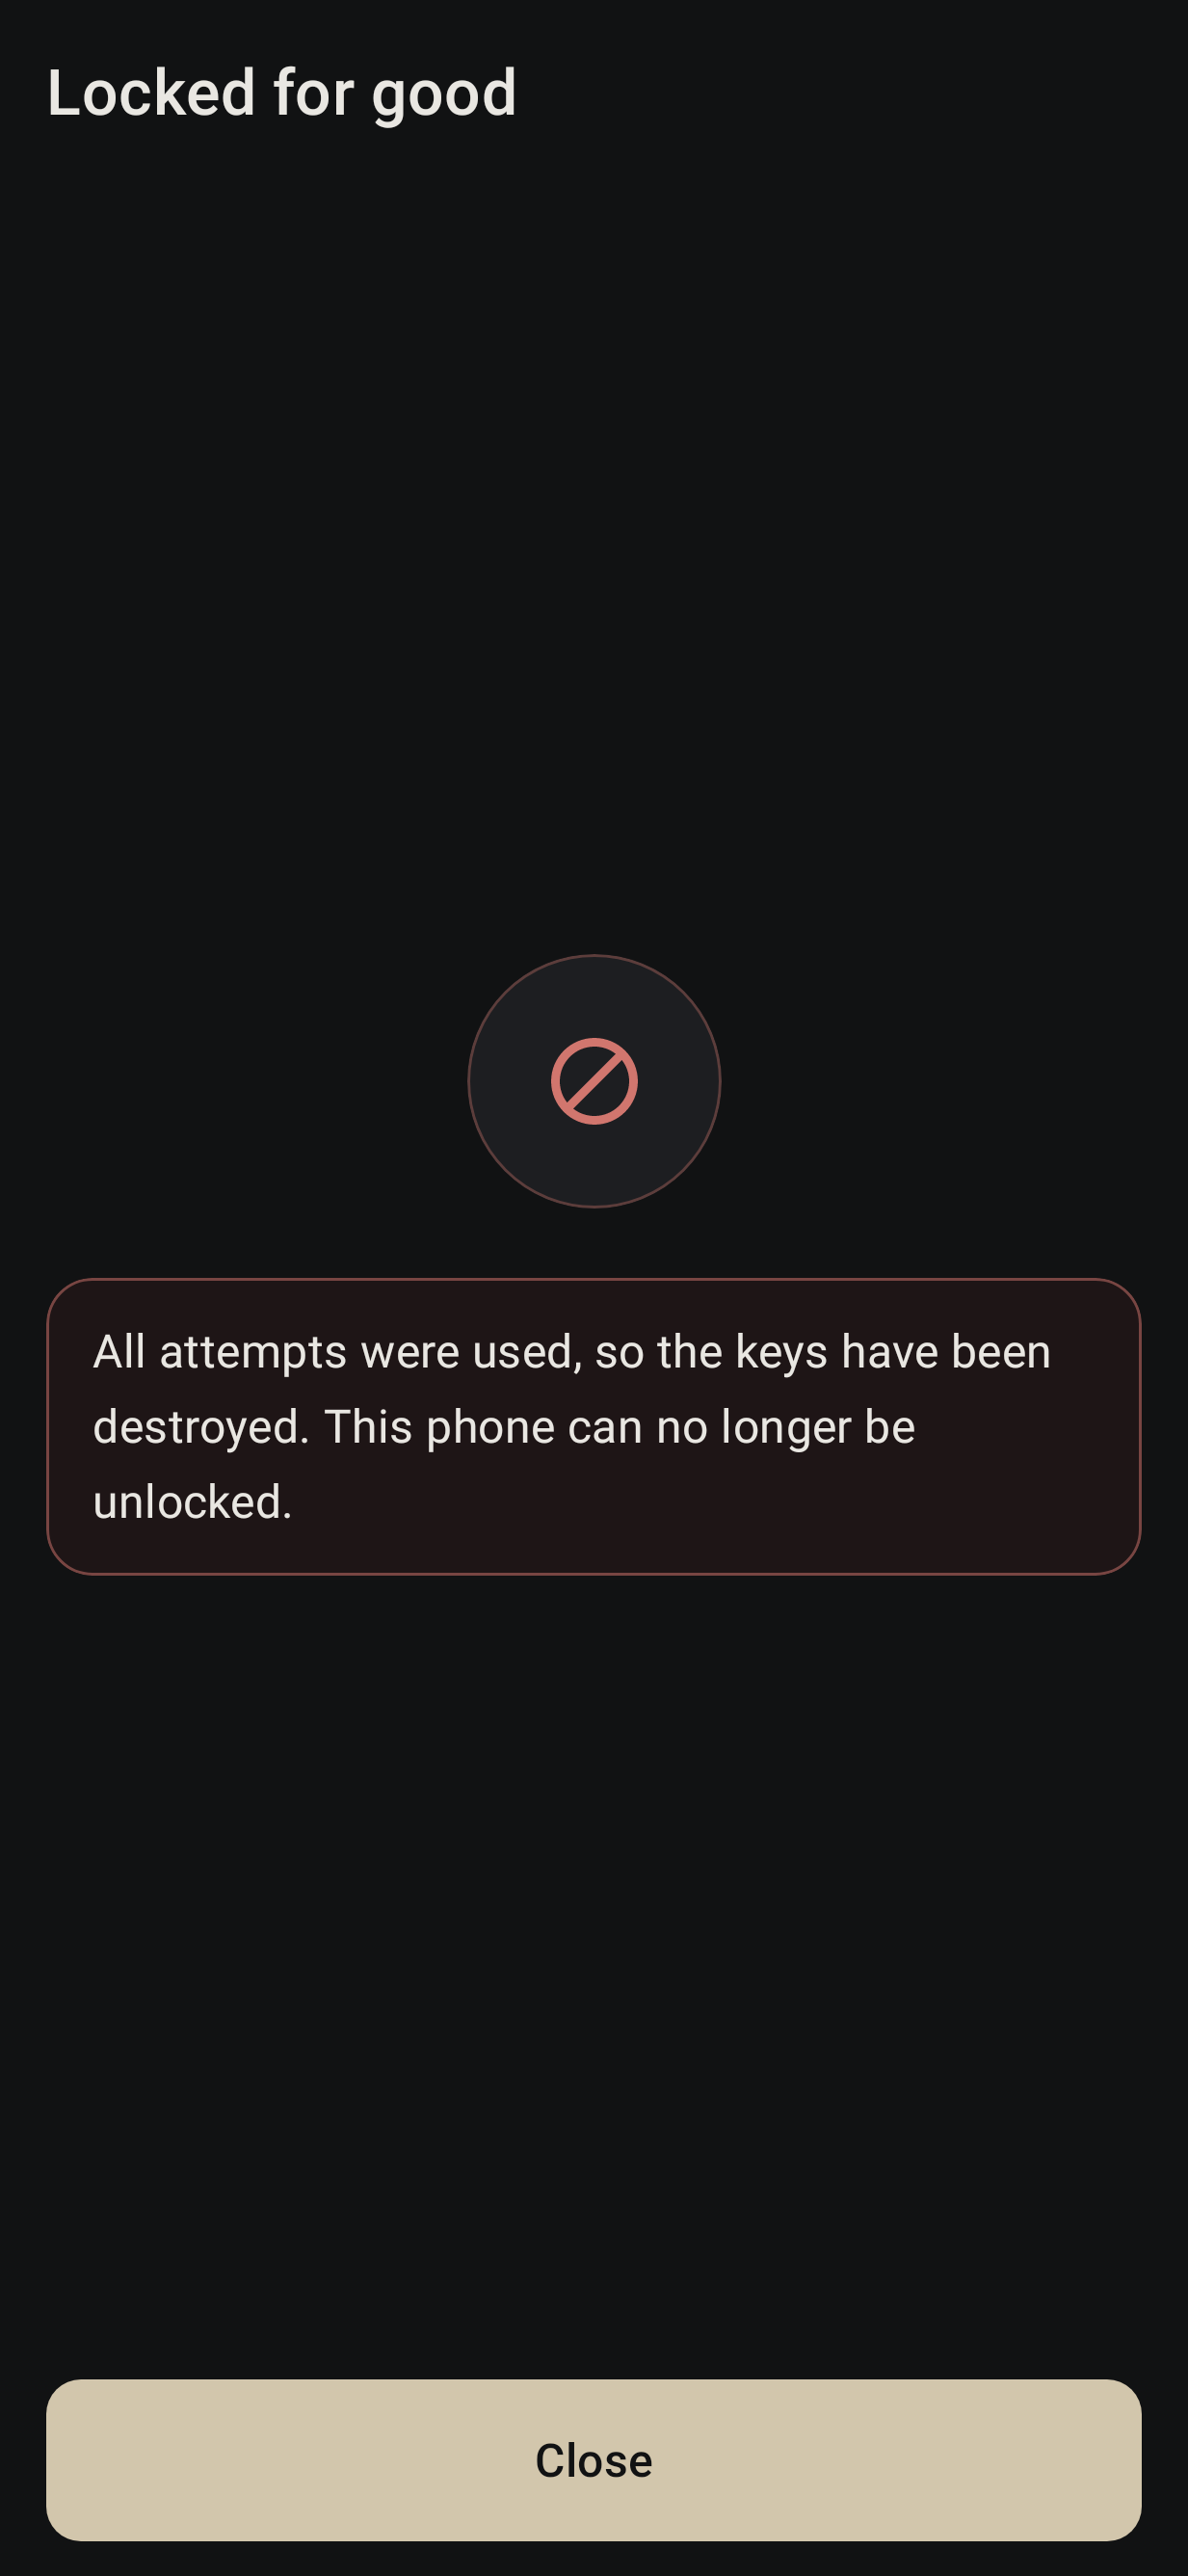 Locked for good
All attempts were used, so the keys have been
destroyed. This phone can no longer be
unlocked.
Close